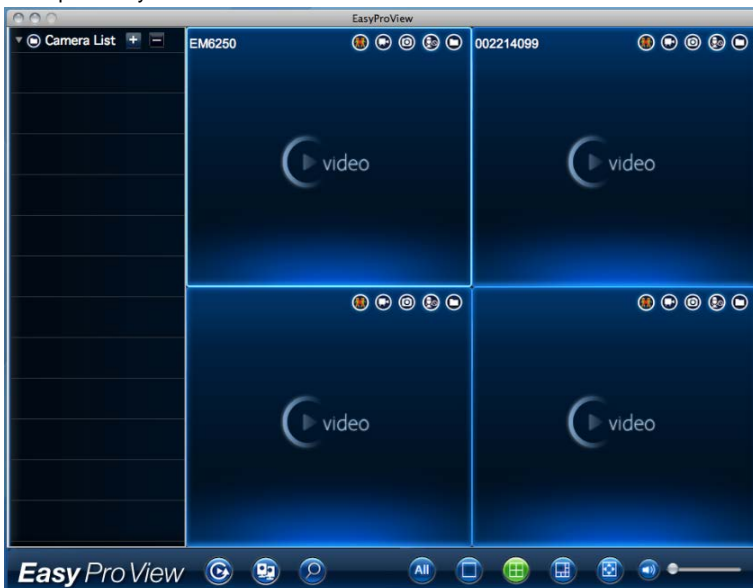 EasyProView
Camera List + −
EM6250
002214099
video
video
video
video
Easy Pro View
All